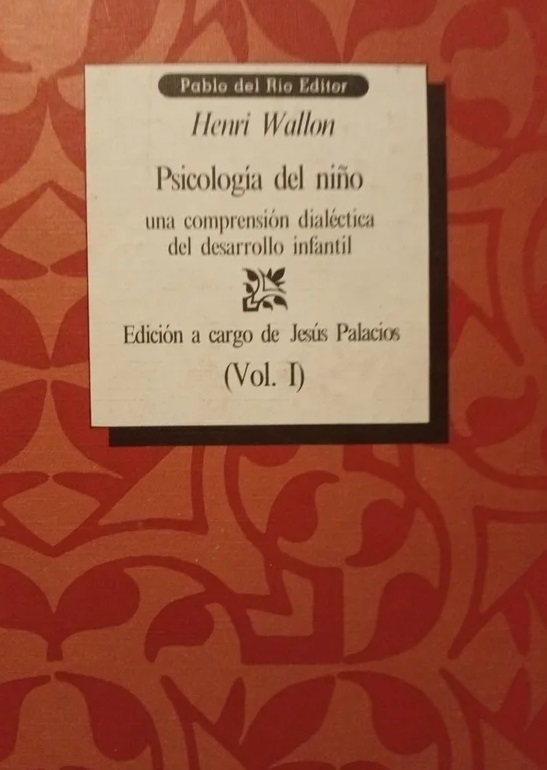 Pablo del Río Editor
Henri Wallon
Psicología del niño
una comprensión dialéctica
del desarrollo infantil
Edición a cargo de Jesús Palacios
(Vol. I)